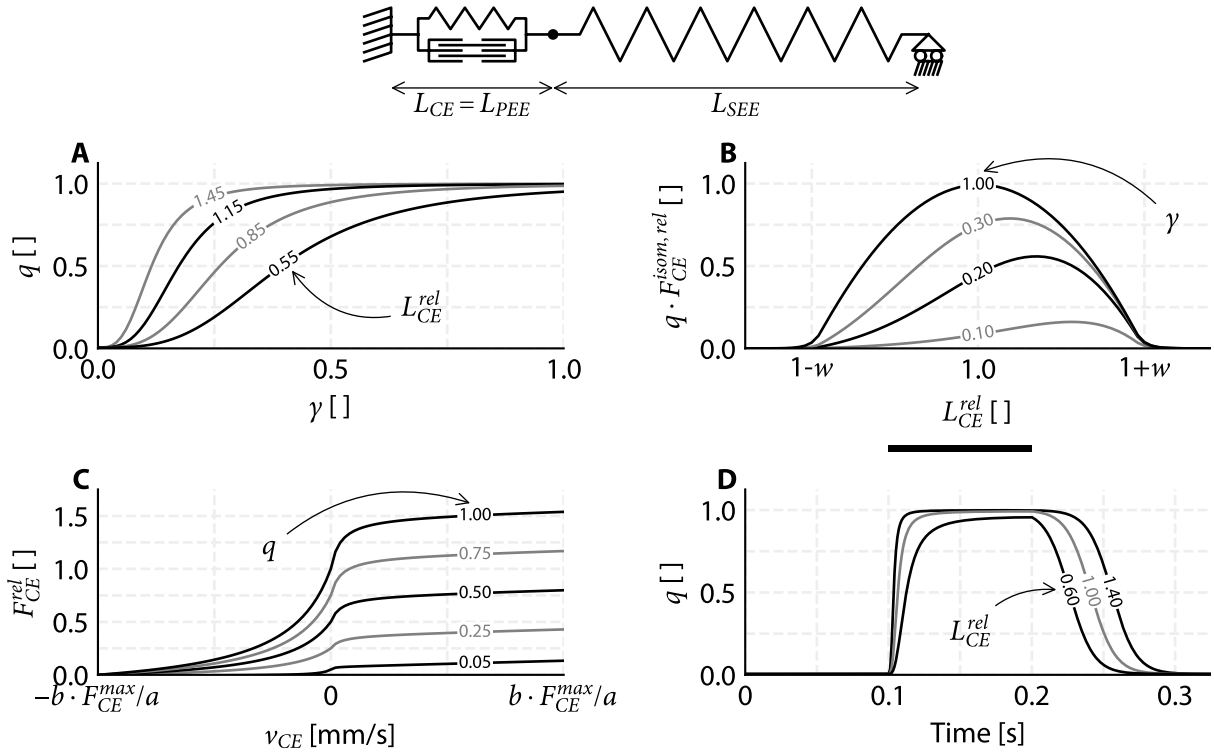 L_CE = L_PEE
L_SEE
A
q [ ]
1.0
0.5
0.0
1.45
1.15
0.85
0.55
L_CE^rel
0.0
0.5
1.0
γ [ ]
B
q · F_CE^isom, rel [ ]
1.0
0.5
0.0
1.00
0.30
0.20
0.10
γ
1-w
1.0
1+w
L_CE^rel [ ]
C
F_CE^rel [ ]
1.5
1.0
0.5
0.0
q
1.00
0.75
0.50
0.25
0.05
−b · F_CE^max/a
0
b · F_CE^max/a
v_CE [mm/s]
D
q [ ]
1.0
0.5
0.0
L_CE^rel
0.60
1.00
1.40
0
0.1
0.2
0.3
Time [s]